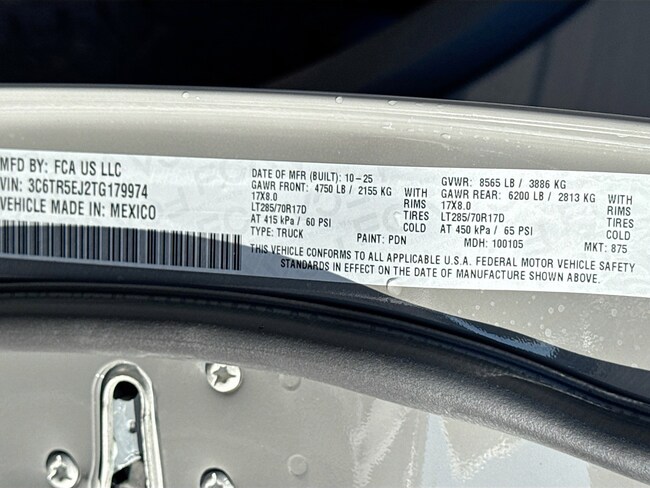 MFD BY: FCA US LLC
VIN: 3C6TR5EJ2TG179974
VEHICLE MADE IN: MEXICO
DATE OF MFR (BUILT): 10-25
GAWR FRONT: 4750 LB / 2155 KG WITH
17X8.0 RIMS
LT285/70R17D TIRES
AT 415 kPa / 60 PSI COLD
TYPE: TRUCK PAINT: PDN
GVWR: 8565 LB / 3886 KG
GAWR REAR: 6200 LB / 2813 KG WITH
17X8.0 RIMS
LT285/70R17D TIRES
AT 450 kPa / 65 PSI COLD
MDH: 100105 MKT: 875
THIS VEHICLE CONFORMS TO ALL APPLICABLE U.S.A. FEDERAL MOTOR VEHICLE SAFETY
STANDARDS IN EFFECT ON THE DATE OF MANUFACTURE SHOWN ABOVE.